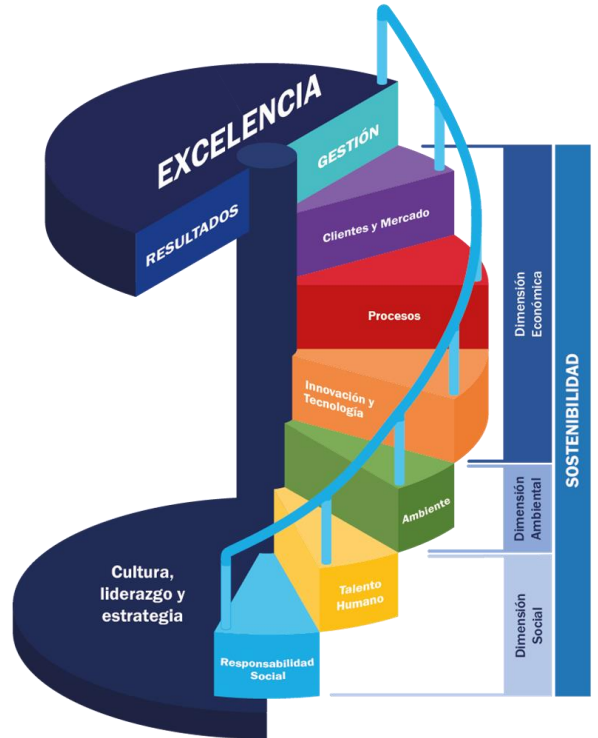 EXCELENCIA
GESTIÓN
RESULTADOS
Clientes y Mercado
Procesos
Innovación y
Tecnología
Ambiente
Talento
Humano
Responsabilidad
Social
Cultura,
liderazgo y
estrategia
Dimensión
Económica
Dimensión
Ambiental
Dimensión
Social
SOSTENIBILIDAD